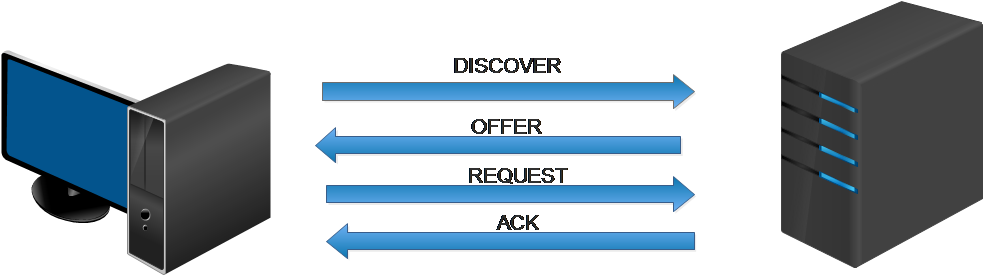 DISCOVER
OFFER
REQUEST
ACK